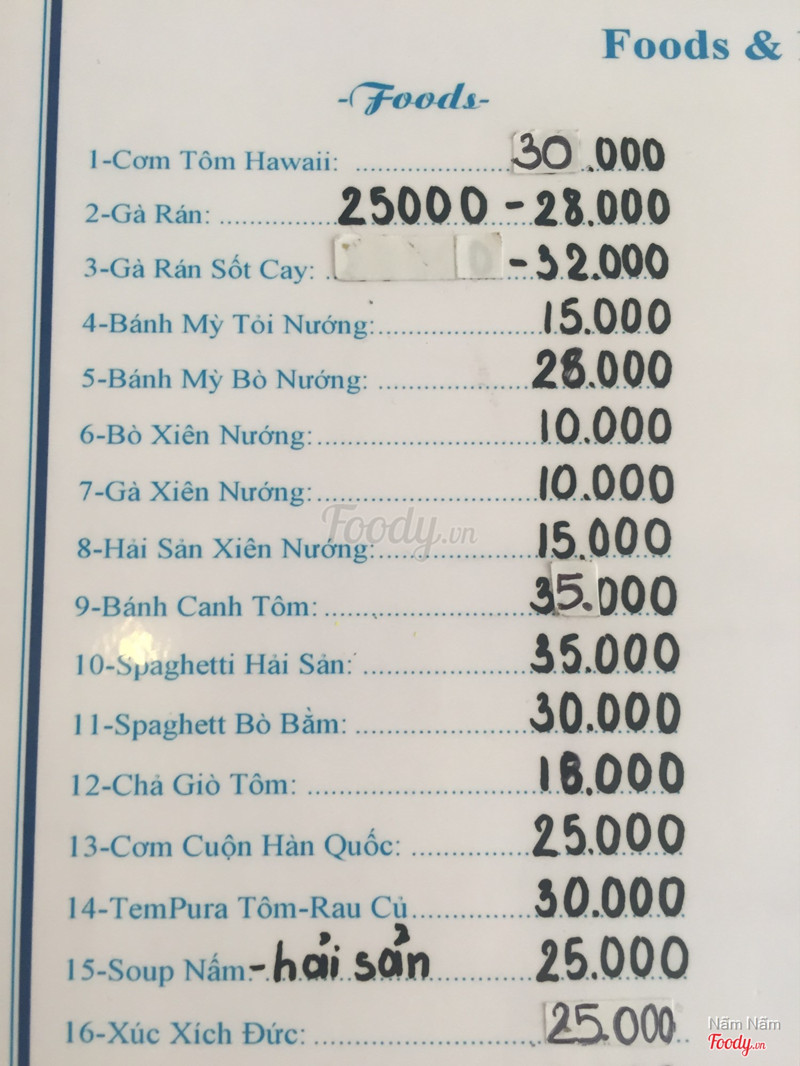 Foods &
-Foods-
1-Cơm Tôm Hawaii: 30.000
2-Gà Rán: 25000 - 28.000
3-Gà Rán Sốt Cay: -32.000
4-Bánh Mỳ Tỏi Nướng: 15.000
5-Bánh Mỳ Bò Nướng: 28.000
6-Bò Xiên Nướng: 10.000
7-Gà Xiên Nướng: 10.000
Foody.vn
8-Hải Sản Xiên Nướng: 15.000
9-Bánh Canh Tôm: 35.000
10-Spaghetti Hải Sản: 35.000
11-Spaghett Bò Bằm: 30.000
12-Chả Giò Tôm: 18.000
13-Cơm Cuộn Hàn Quốc: 25.000
14-TemPura Tôm-Rau Củ 30.000
15-Soup Nấm: -hải sản 25.000
16-Xúc Xích Đức: 25.000
Năm Năm
Foody.vn